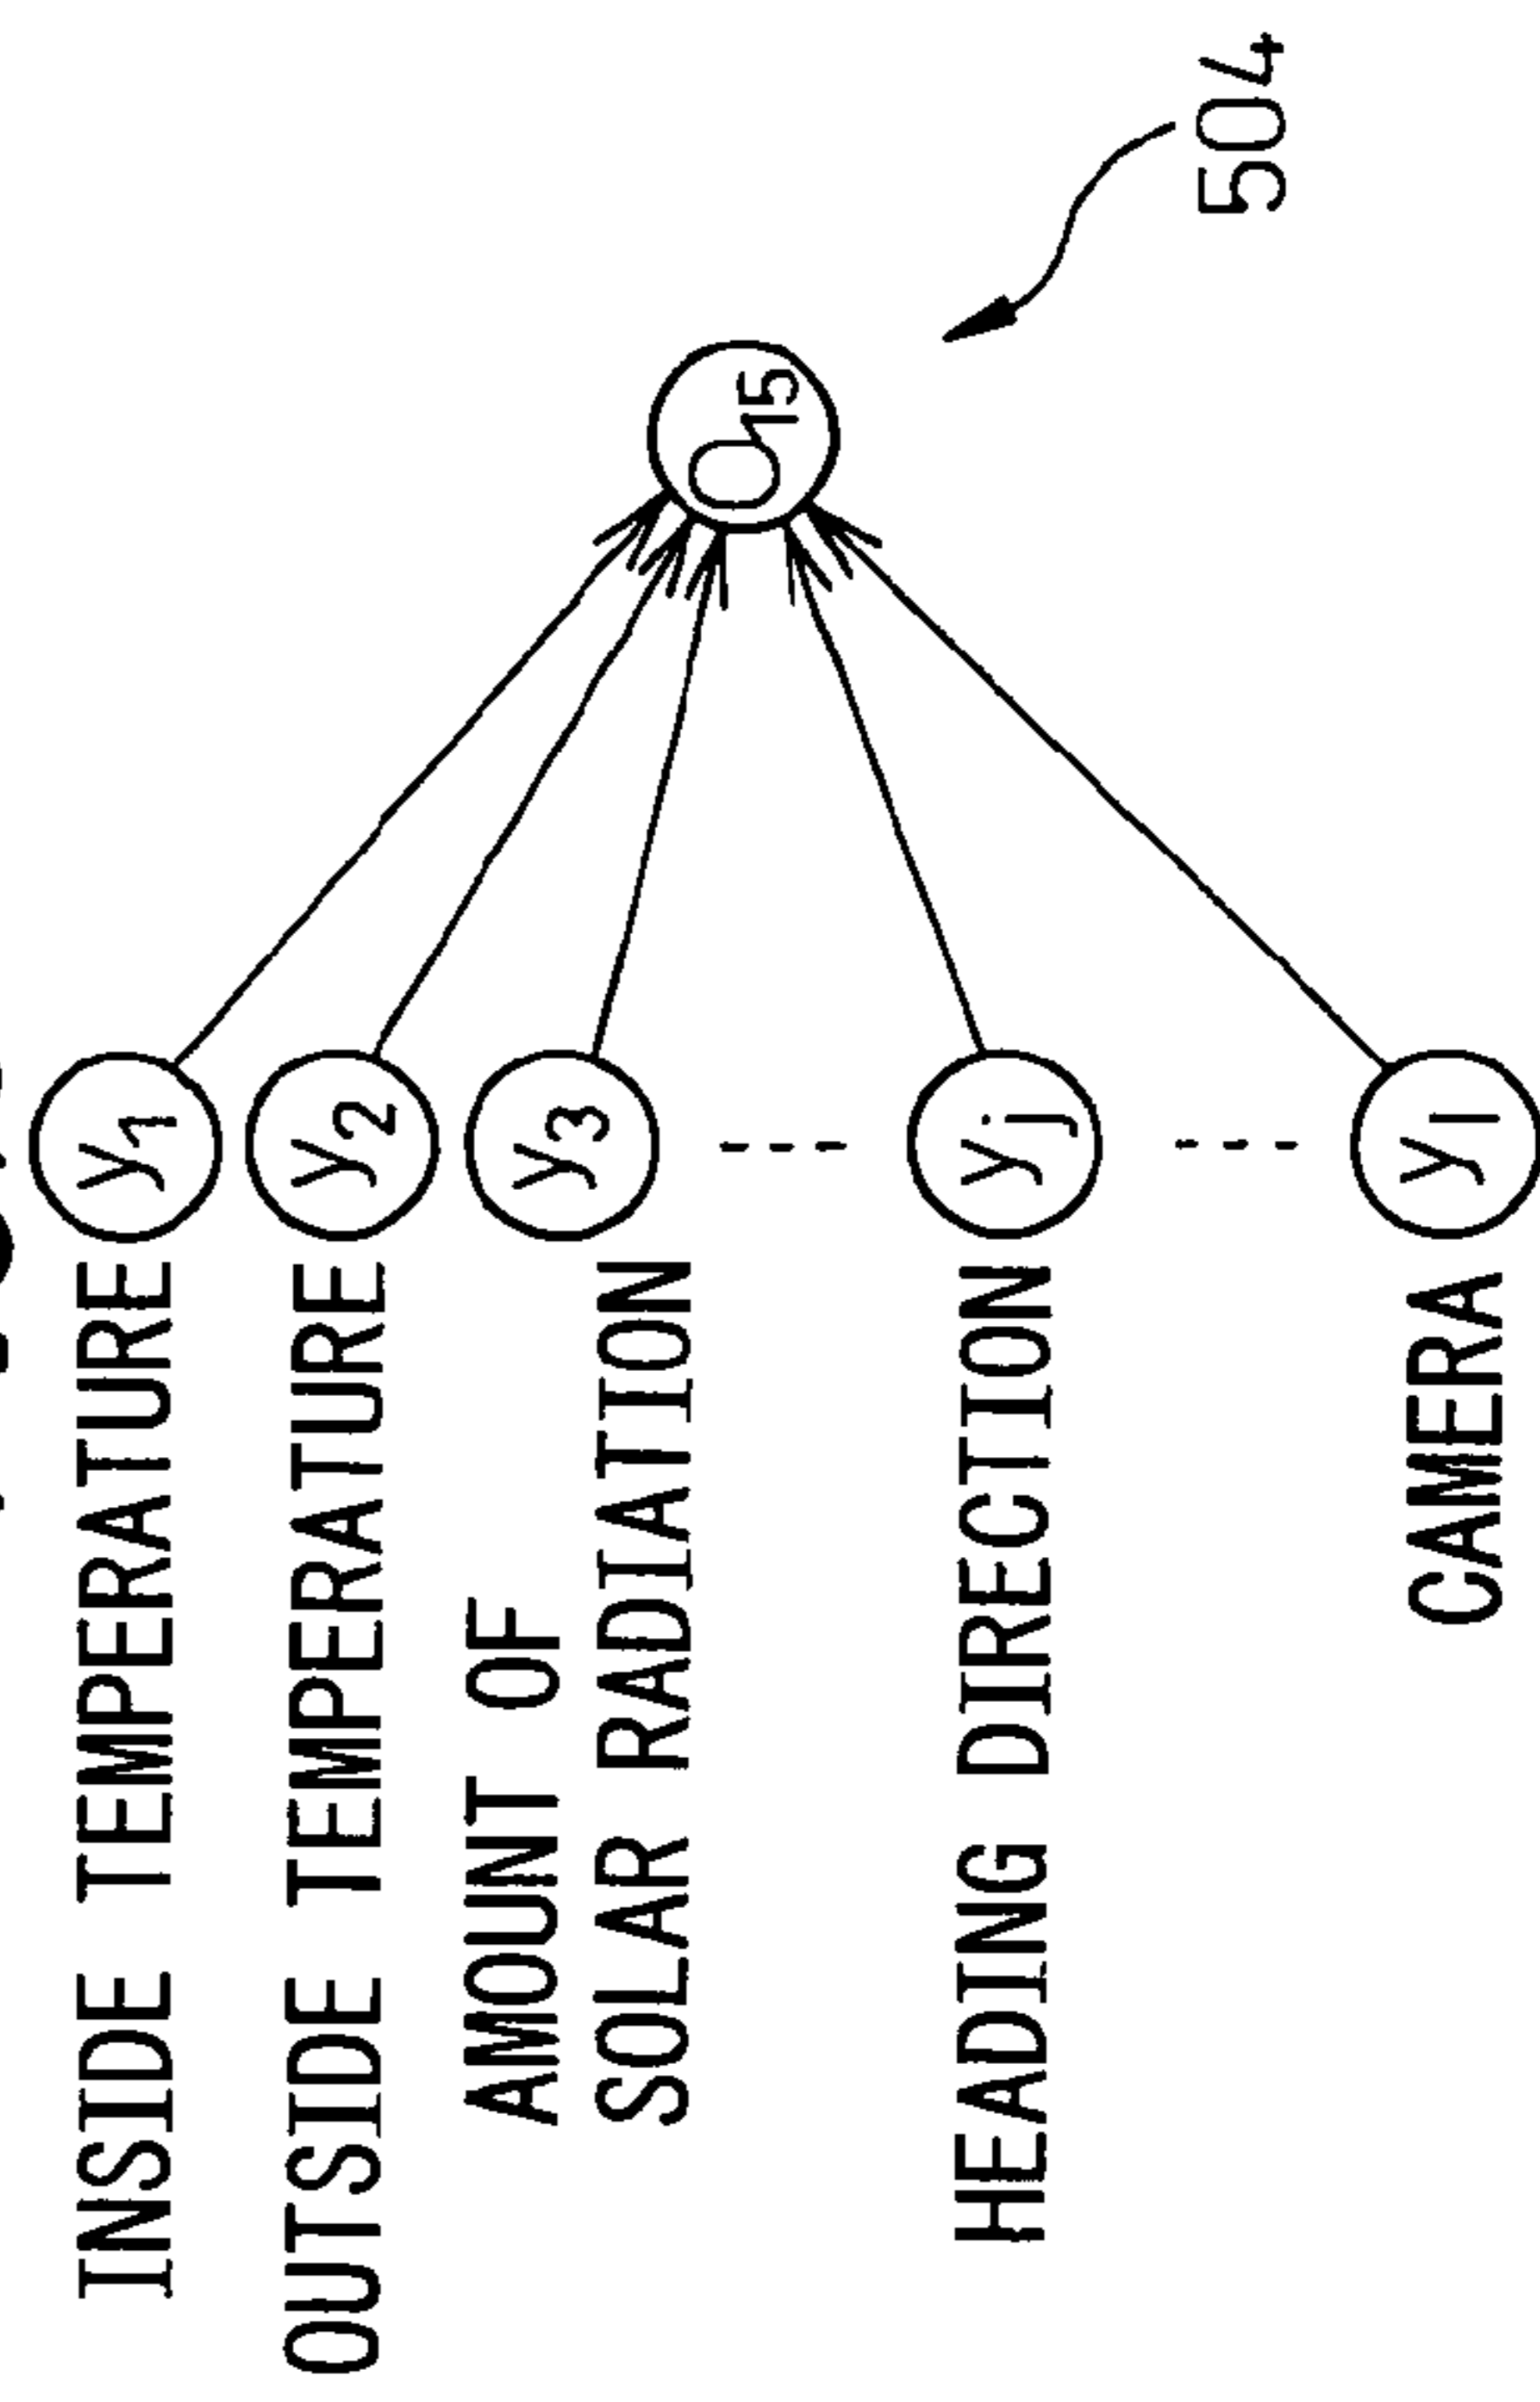 INSIDE TEMPERATURE y1
OUTSIDE TEMPERATURE y2
AMOUNT OF
SOLAR RADIATION y3
HEADING DIRECTION yj
CAMERA yl
O15
504